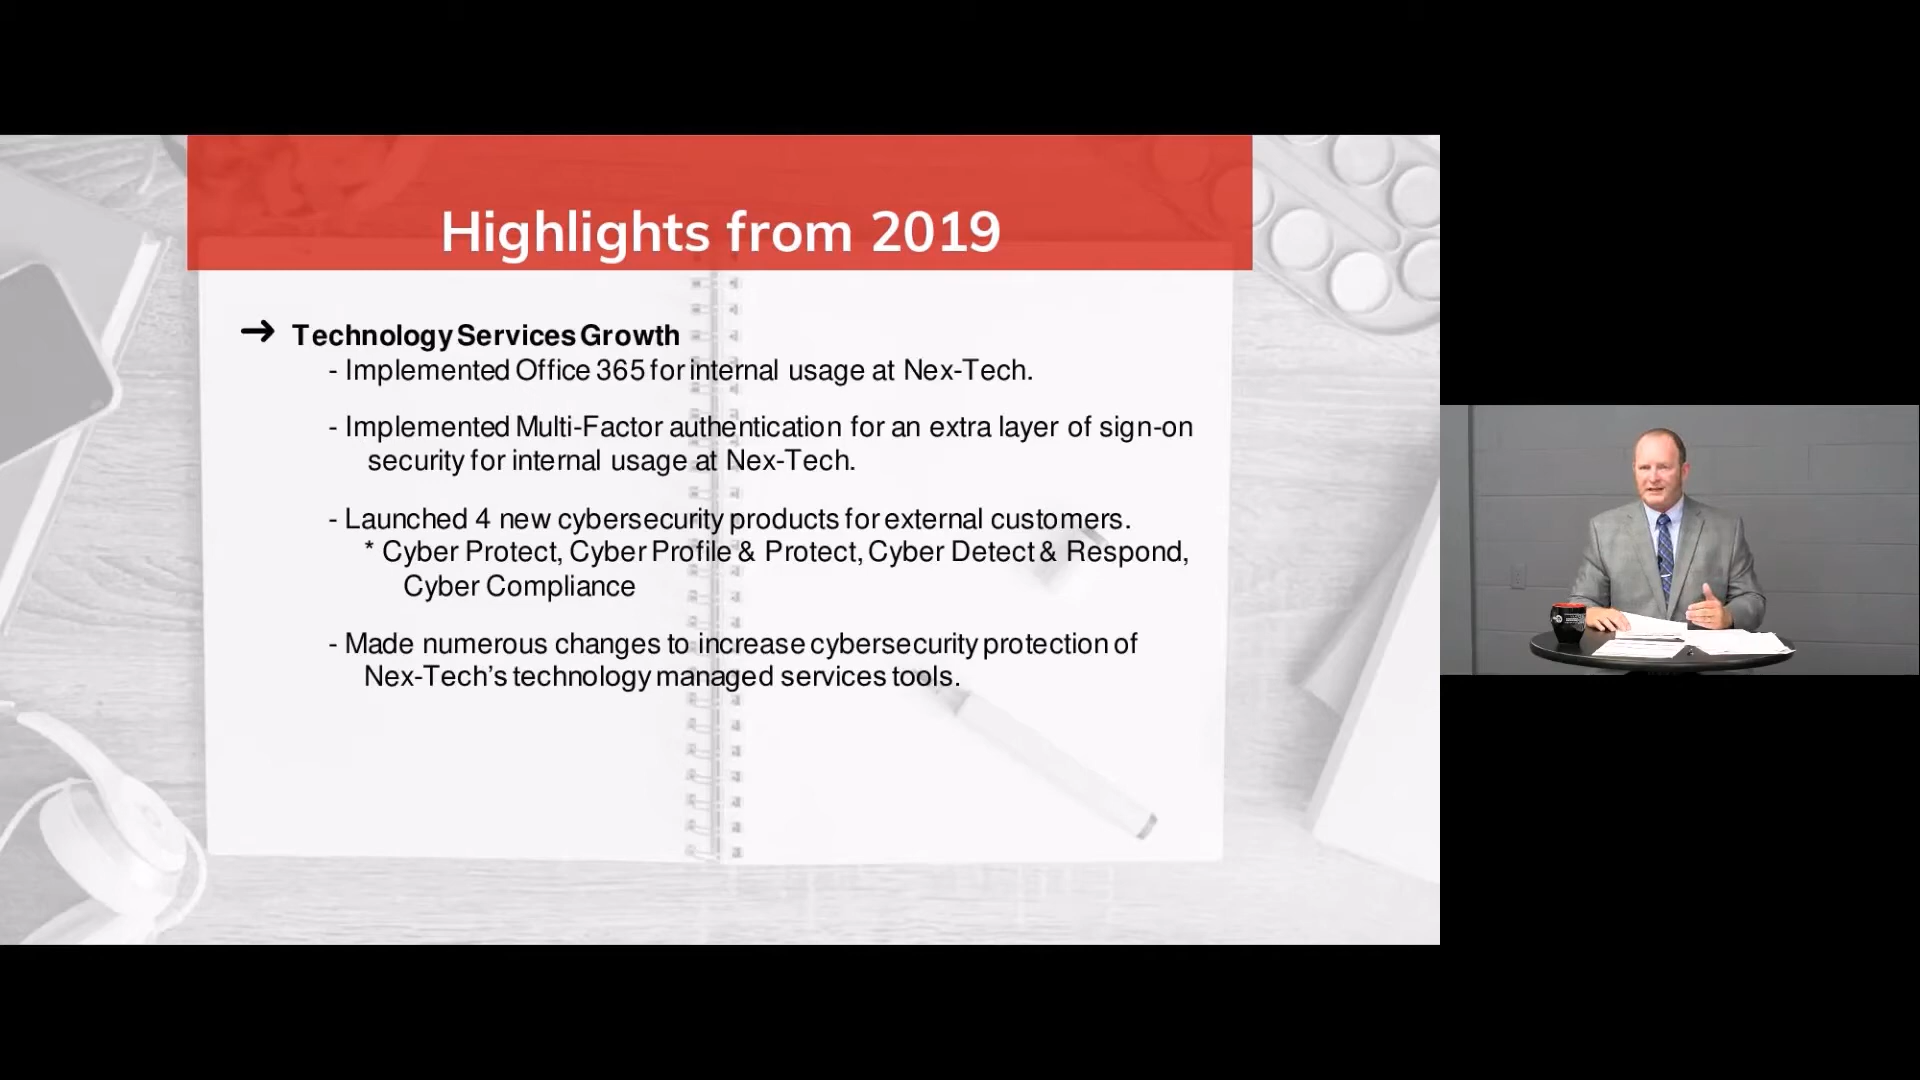 Highlights from 2019
➔ Technology Services Growth
- Implemented Office 365 for internal usage at Nex-Tech.
- Implemented Multi-Factor authentication for an extra layer of sign-on
security for internal usage at Nex-Tech.
- Launched 4 new cybersecurity products for external customers.
* Cyber Protect, Cyber Profile & Protect, Cyber Detect & Respond,
Cyber Compliance
- Made numerous changes to increase cybersecurity protection of
Nex-Tech’s technology managed services tools.